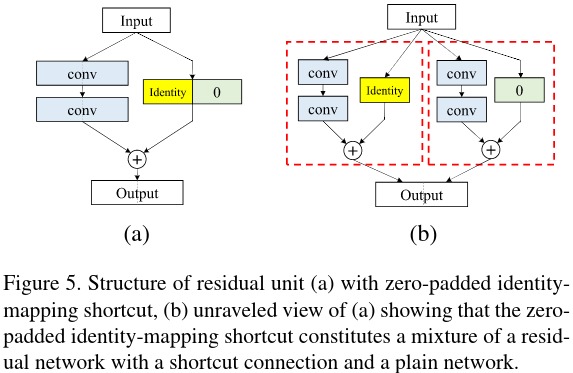 Input
conv
conv
Identity
0
+
Output
(a)
Input
conv
conv
Identity
+
conv
conv
0
+
Output
(b)
Figure 5. Structure of residual unit (a) with zero-padded identity-
mapping shortcut, (b) unraveled view of (a) showing that the zero-
padded identity-mapping shortcut constitutes a mixture of a resid-
ual network with a shortcut connection and a plain network.